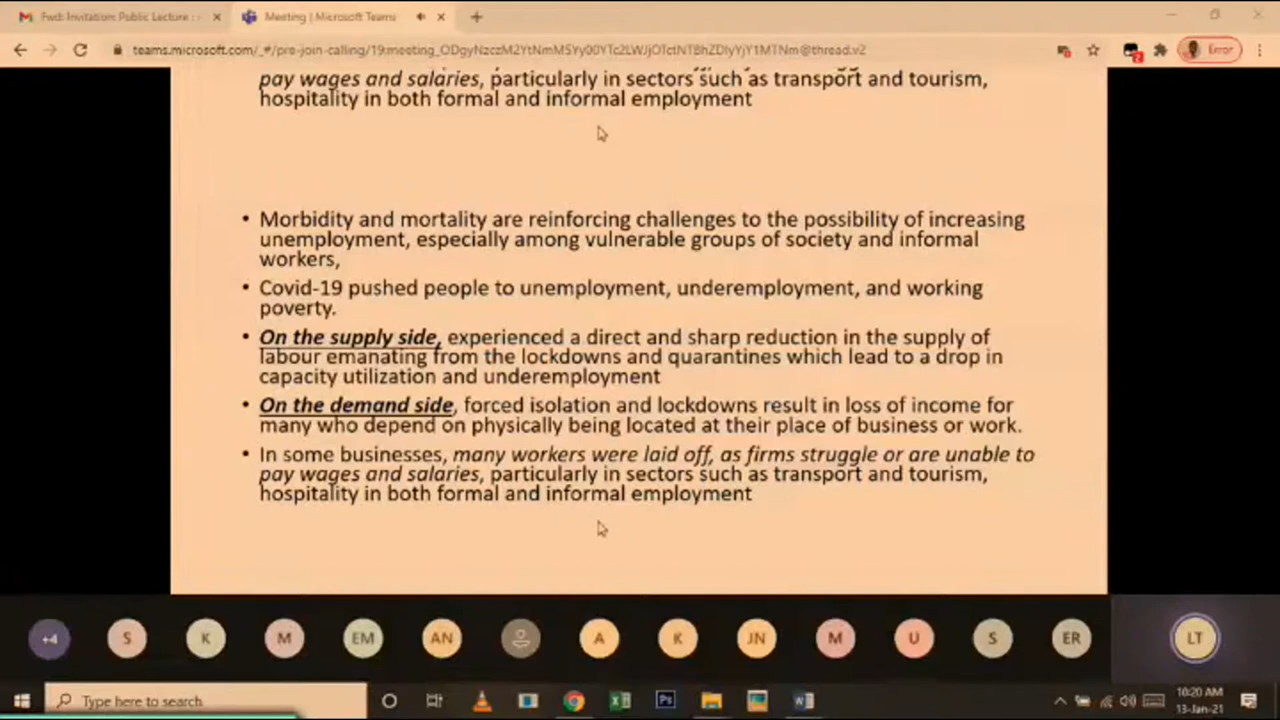 Fwd: Invitation: Public Lecture :
Meeting | Microsoft Teams
teams.microsoft.com/_#/pre-join-calling/19:meeting_ODgyNzczM2YtNmM5Yy00YTc2LWJjOTctNTBhZDIyYjY1MTNm@thread.v2
Error
pay wages and salaries, particularly in sectors such as transport and tourism,
hospitality in both formal and informal employment
• Morbidity and mortality are reinforcing challenges to the possibility of increasing
unemployment, especially among vulnerable groups of society and informal
workers,
• Covid-19 pushed people to unemployment, underemployment, and working
poverty.
• On the supply side, experienced a direct and sharp reduction in the supply of
labour emanating from the lockdowns and quarantines which lead to a drop in
capacity utilization and underemployment
• On the demand side, forced isolation and lockdowns result in loss of income for
many who depend on physically being located at their place of business or work.
• In some businesses, many workers were laid off, as firms struggle or are unable to
pay wages and salaries, particularly in sectors such as transport and tourism,
hospitality in both formal and informal employment
+4 S K M EM AN A K JN M U S ER LT
Type here to search
Ps
10:20 AM
13-Jan-21